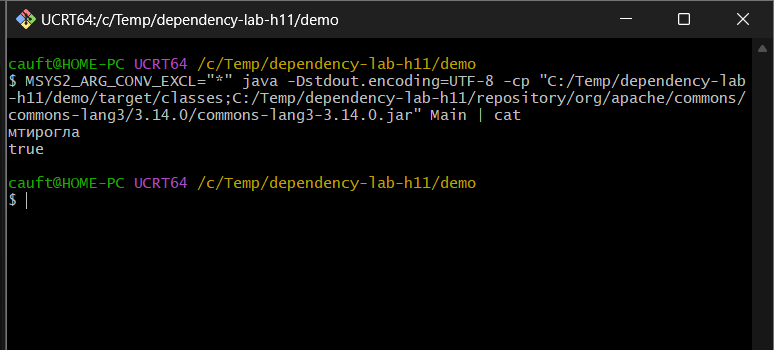 UCRT64:/c/Temp/dependency-lab-h11/demo
cauft@HOME-PC UCRT64 /c/Temp/dependency-lab-h11/demo
$ MSYS2_ARG_CONV_EXCL="*" java -Dstdout.encoding=UTF-8 -cp "C:/Temp/dependency-lab
-h11/demo/target/classes;C:/Temp/dependency-lab-h11/repository/org/apache/commons/
commons-lang3/3.14.0/commons-lang3-3.14.0.jar" Main | cat
мтирогла
true
cauft@HOME-PC UCRT64 /c/Temp/dependency-lab-h11/demo
$